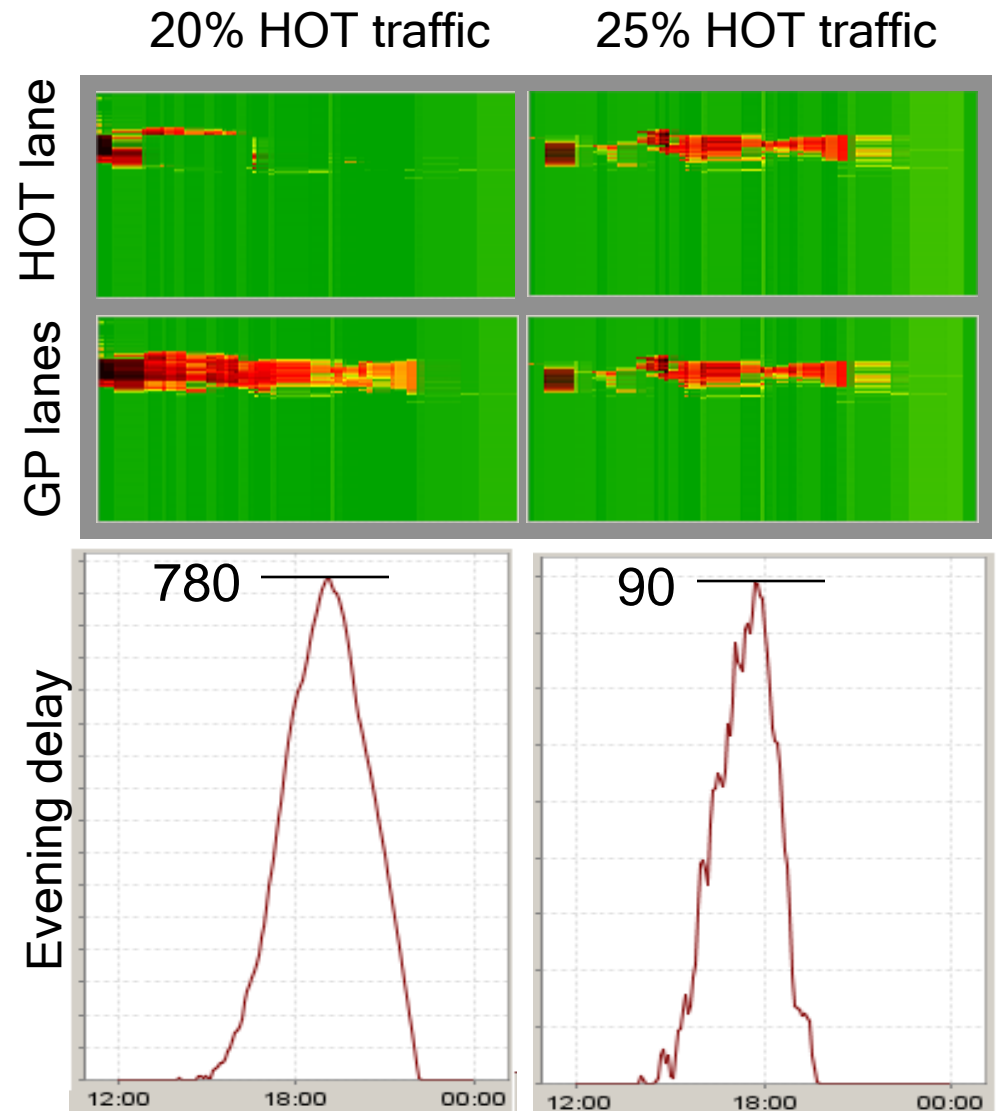 20% HOT traffic
25% HOT traffic
HOT lane
GP lanes
Evening delay
780
90
12:00
18:00
00:00
12:00
18:00
00:00